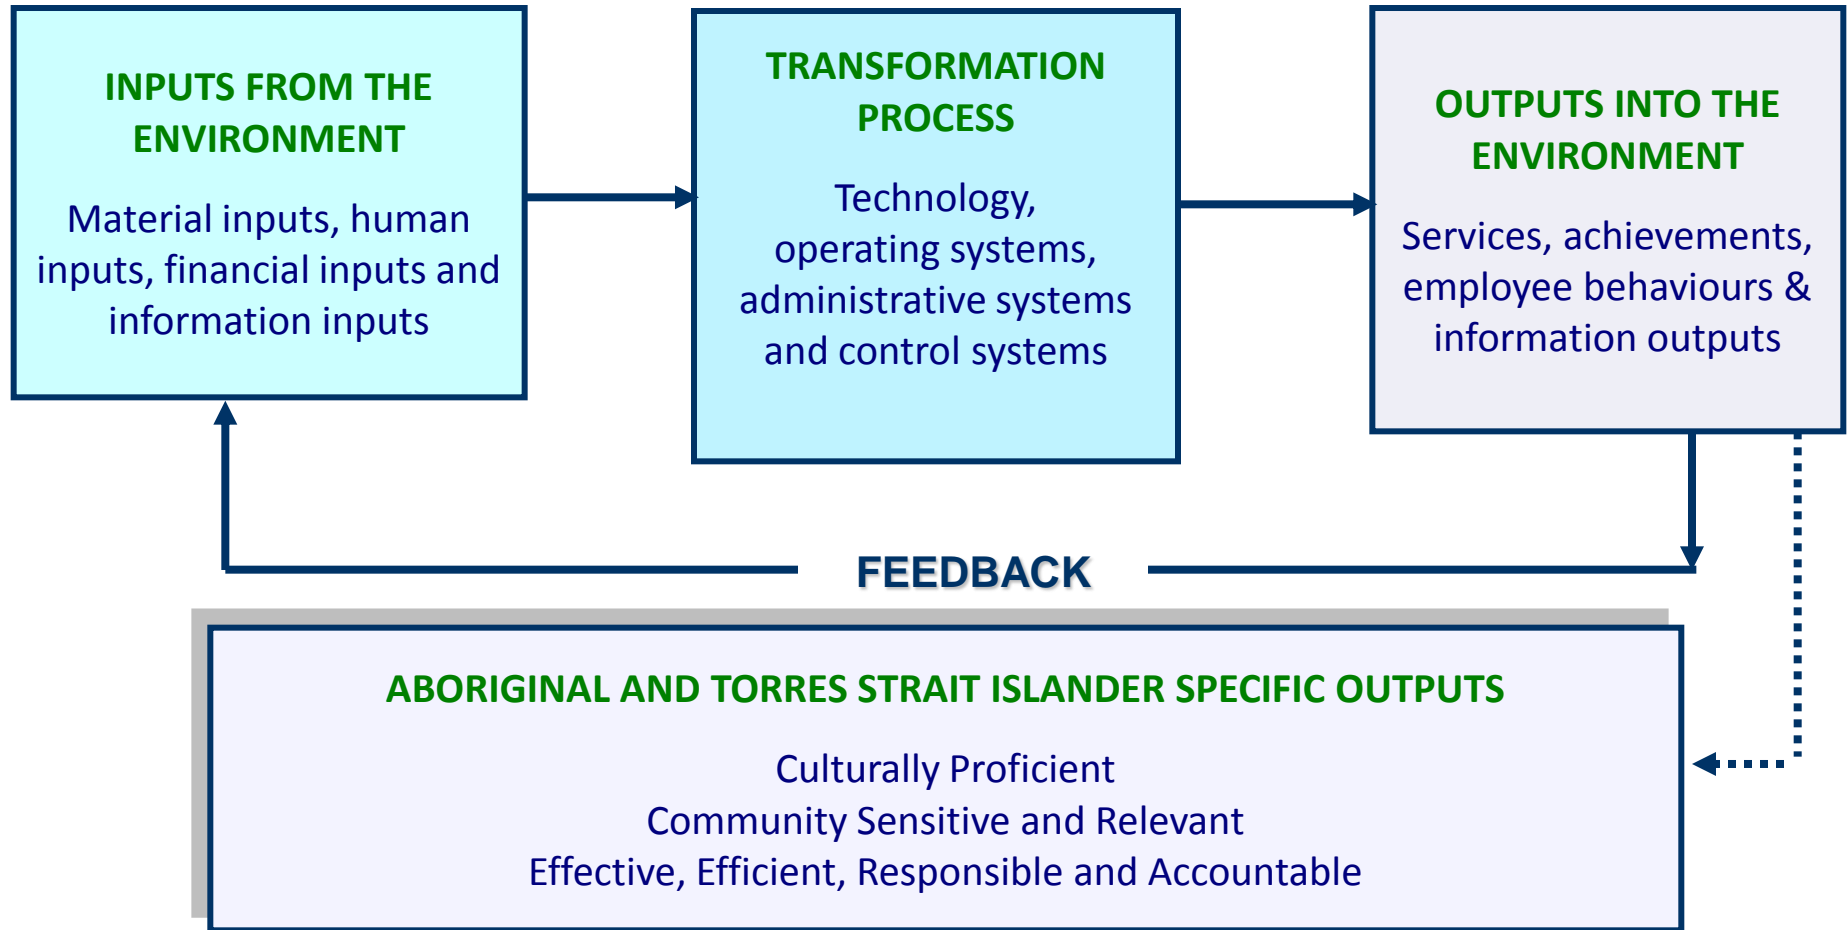 INPUTS FROM THE
ENVIRONMENT
Material inputs, human
inputs, financial inputs and
information inputs
TRANSFORMATION
PROCESS
Technology,
operating systems,
administrative systems
and control systems
OUTPUTS INTO THE
ENVIRONMENT
Services, achievements,
employee behaviours &
information outputs
FEEDBACK
ABORIGINAL AND TORRES STRAIT ISLANDER SPECIFIC OUTPUTS
Culturally Proficient
Community Sensitive and Relevant
Effective, Efficient, Responsible and Accountable